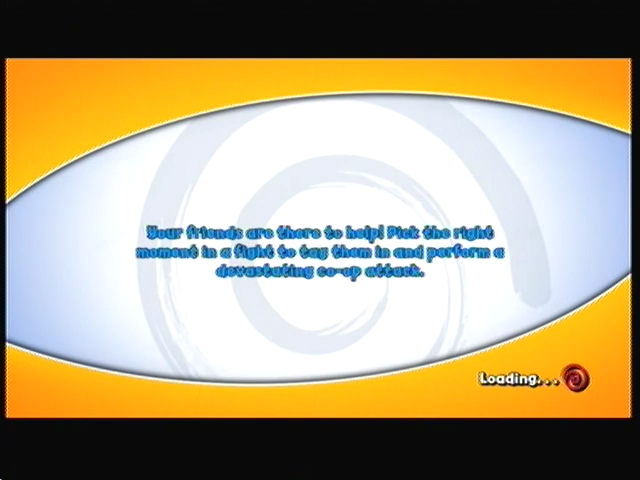 Your friends are there to help! Pick the right
moment in a fight to tag them in and perform a
devastating co-op attack.
Loading...